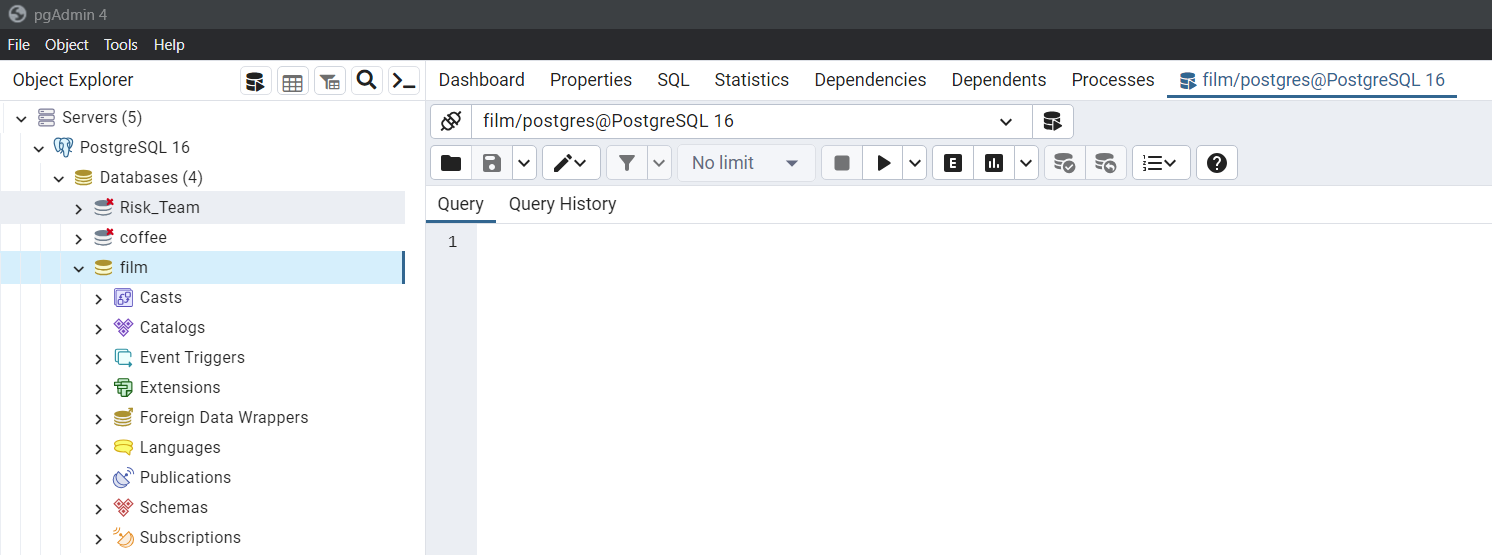 pgAdmin 4
File Object Tools Help
Object Explorer
Dashboard Properties SQL Statistics Dependencies Dependents Processes film/postgres@PostgreSQL 16
Servers (5)
PostgreSQL 16
Databases (4)
Risk_Team
coffee
film
Casts
Catalogs
Event Triggers
Extensions
Foreign Data Wrappers
Languages
Publications
Schemas
Subscriptions
film/postgres@PostgreSQL 16
No limit
E
Query Query History
1